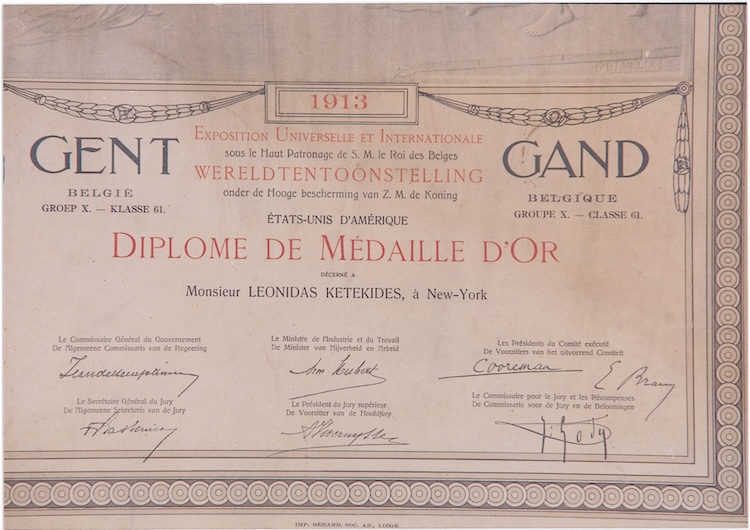 1913
GENT
BELGIË
GROEP X. — KLASSE 61.
EXPOSITION UNIVERSELLE ET INTERNATIONALE
sous le Haut Patronage de S. M. le Roi des Belges
WERELDTENTOONSTELLING
onder de Hooge bescherming van Z. M. de Koning
GAND
BELGIQUE
GROUPE X. — CLASSE 61.
ÉTATS-UNIS D'AMÉRIQUE
DIPLOME DE MÉDAILLE D'OR
DÉCERNÉ A
Monsieur LEONIDAS KETEKIDES, à New-York
Le Commissaire Général du Gouvernement
De Algemeene Commissaris van de Regeering
Le Ministre de l'Industrie et du Travail
De Minister van Nijverheid en Arbeid
Arm. Hubert
Les Présidents du Comité exécutif
De Voorzitters van het uitvoerend Comiteit
Cooreman
E. Braun
Le Secrétaire Général du Jury
De Algemeene Sekretaris van de Jury
Le Président du Jury supérieur
De Voorzitter van de Hoofdjury
Le Commissaire pour le Jury et les Récompenses
De Commissaris voor de Jury en de Belooningen
IMP. BÉNARD, SOC. AN., LIÉGE